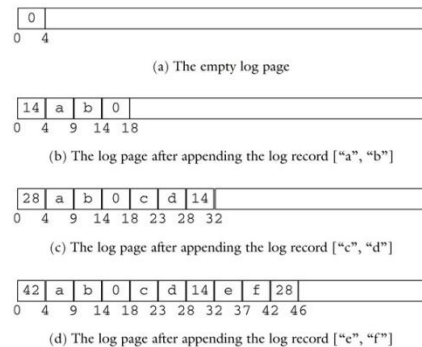 0
0 4
(a) The empty log page
14 a b 0
0 4 9 14 18
(b) The log page after appending the log record [“a”, “b”]
28 a b 0 c d 14
0 4 9 14 18 23 28 32
(c) The log page after appending the log record [“c”, “d”]
42 a b 0 c d 14 e f 28
0 4 9 14 18 23 28 32 37 42 46
(d) The log page after appending the log record [“e”, “f”]